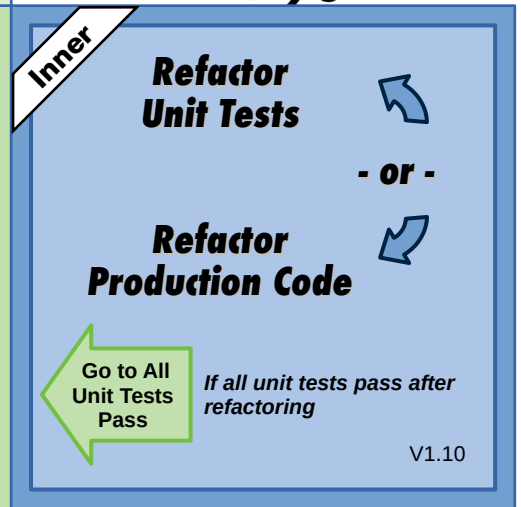 Inner
Refactor
Unit Tests
- or -
Refactor
Production Code
Go to All
Unit Tests
Pass
If all unit tests pass after
refactoring
V1.10